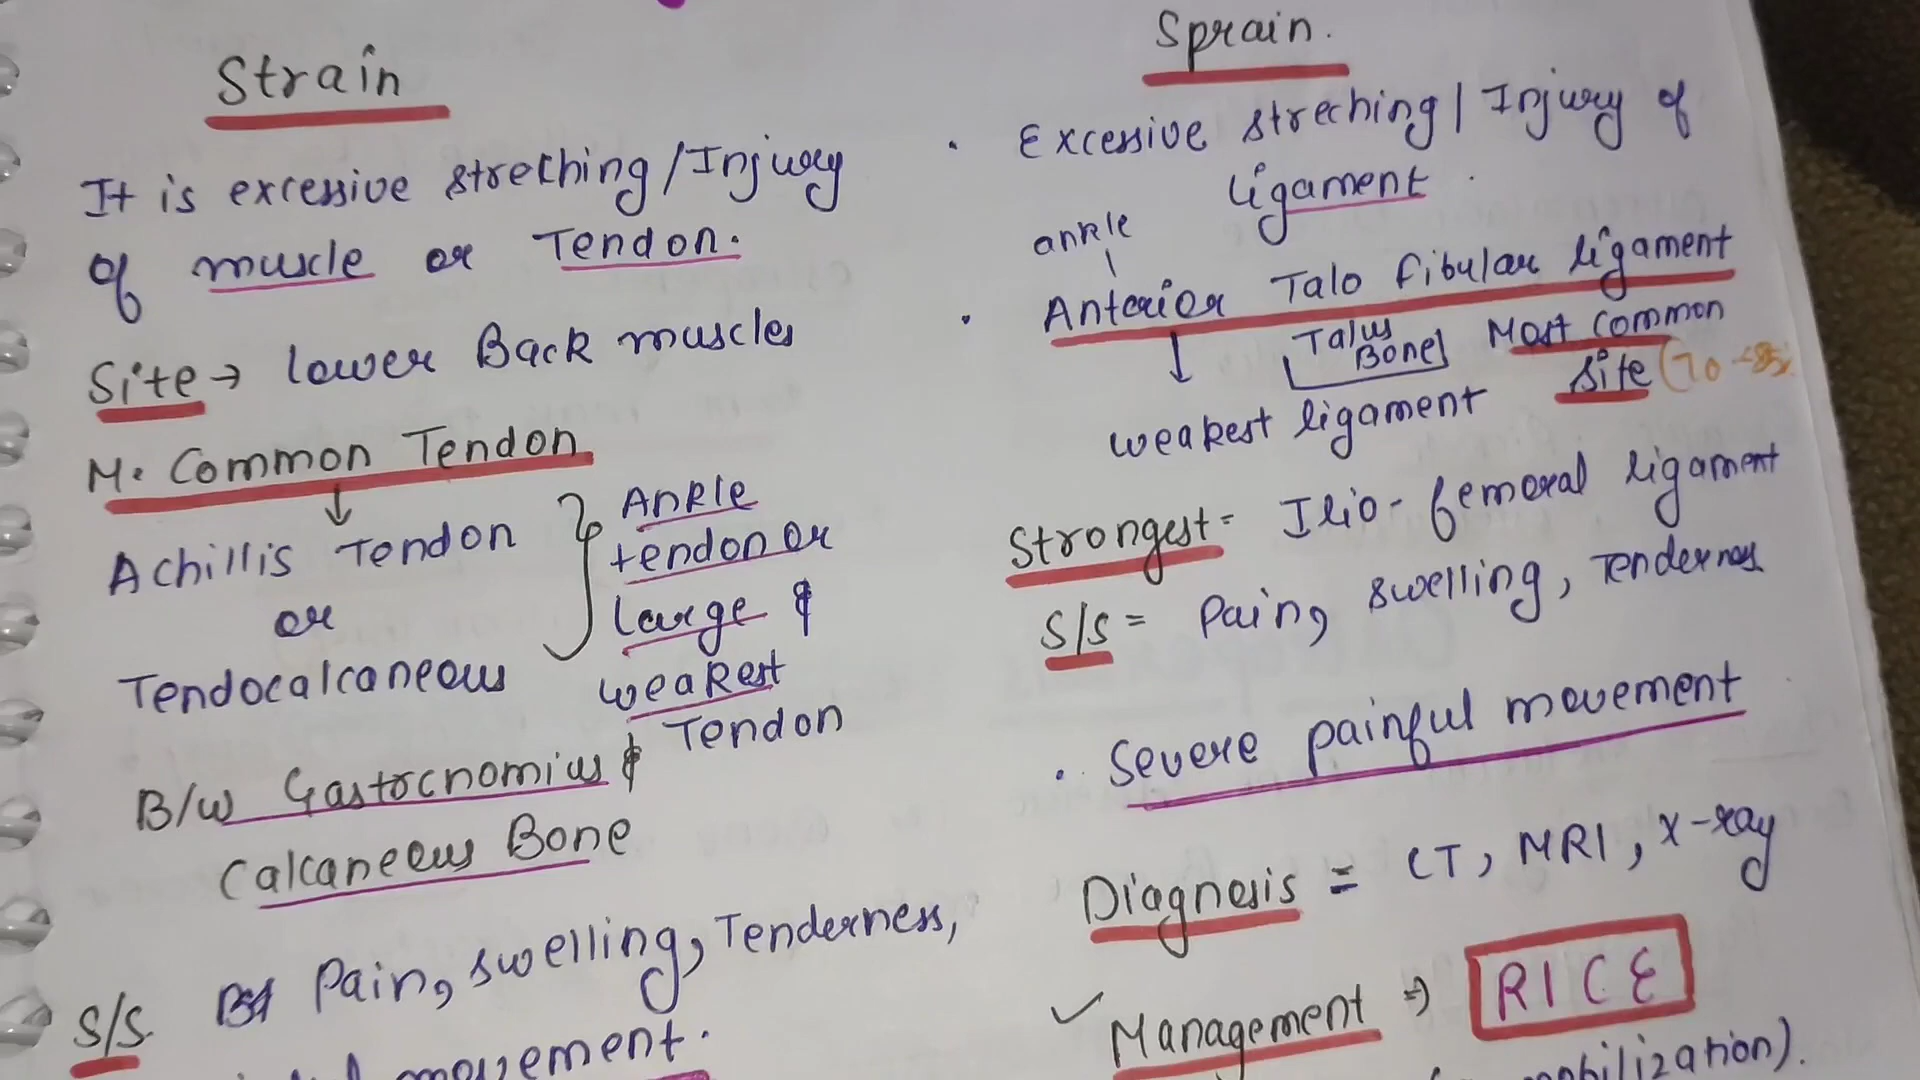 Strain
It is excessive streching/Injury
of muscle or Tendon.
Site → lower Back muscles
M. Common Tendon
↓
Achillis Tendon
or
Tendocalcaneous
Ankle
tendon or
large &
weakest
Tendon
B/w Gastocnomius &
Calcaneous Bone
S/S Pain, swelling, Tenderness,
movement.
Sprain.
• Excessive streching/Injury of
ligament.
ankle
• Anterior Talo fibular ligament
↓ Talus Most common
Bone site (70-
weakest ligament
Strongest = Ilio-femoral ligament
S/S = Pain, swelling, Tenderness
• Severe painful movement
Diagnosis = CT, MRI, x-ray
✓ Management ⇒ RICE